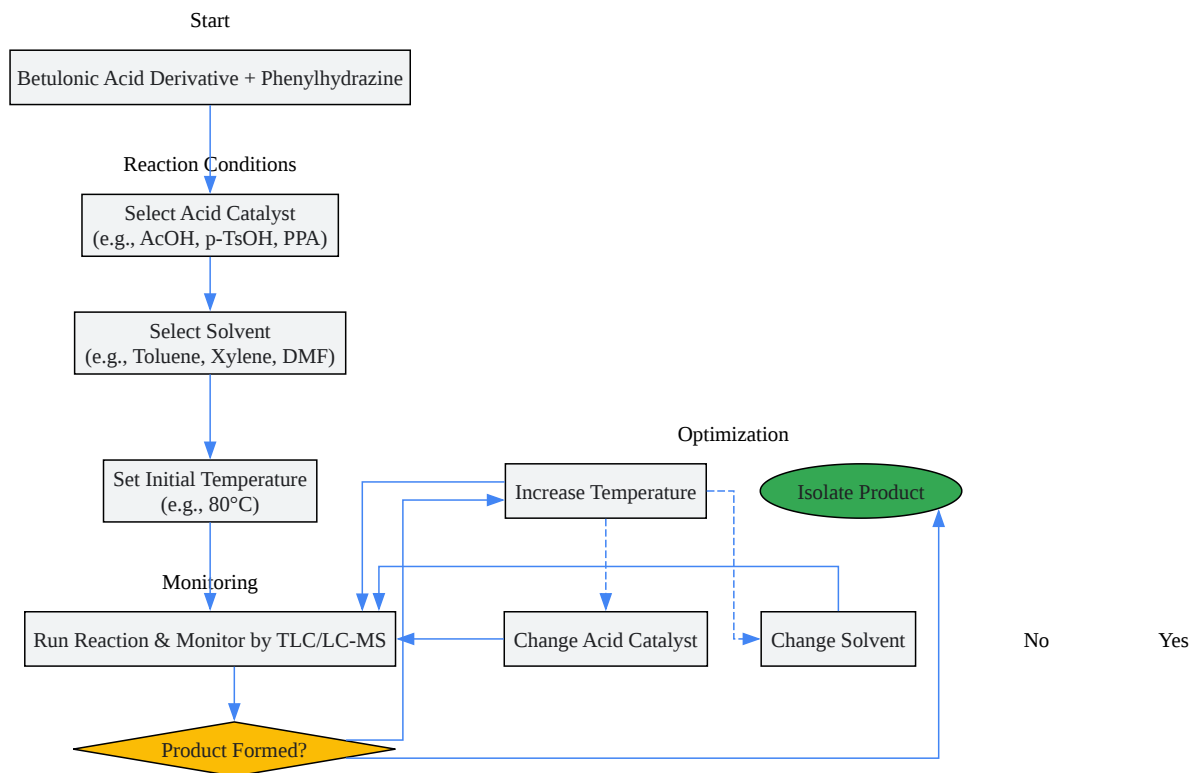 Start
Betulonic Acid Derivative + Phenylhydrazine
Reaction Conditions
Select Acid Catalyst
(e.g., AcOH, p-TsOH, PPA)
Select Solvent
(e.g., Toluene, Xylene, DMF)
Optimization
Set Initial Temperature
(e.g., 80°C)
Increase Temperature
Isolate Product
Monitoring
Run Reaction & Monitor by TLC/LC-MS
Change Acid Catalyst
Change Solvent
No
Yes
Product Formed?